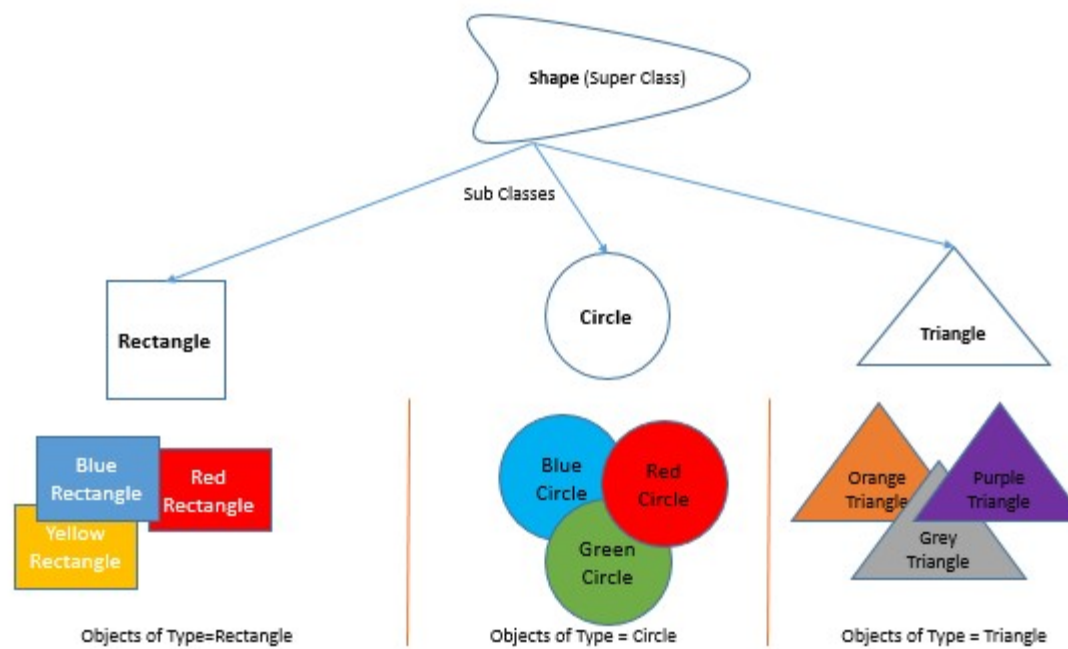 Shape (Super Class)
Sub Classes
Rectangle
Circle
Triangle
Blue
Rectangle
Red
Rectangle
Yellow
Rectangle
Blue
Circle
Red
Circle
Green
Circle
Orange
Triangle
Purple
Triangle
Grey
Triangle
Objects of Type=Rectangle
Objects of Type = Circle
Objects of Type = Triangle